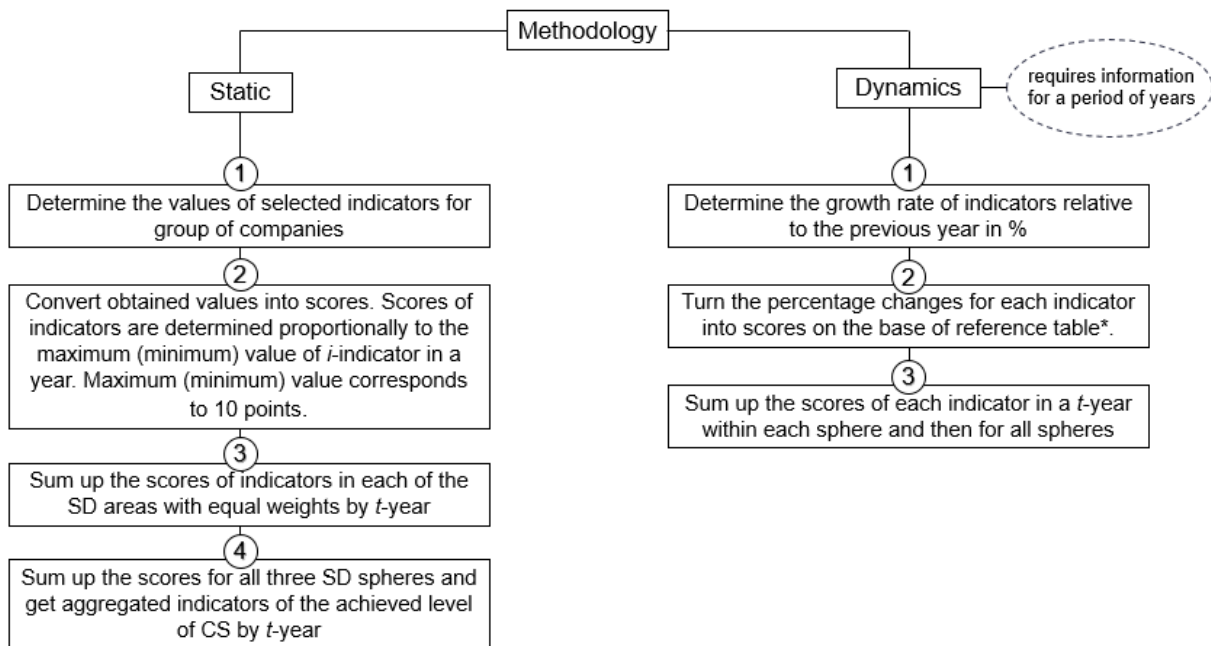 Methodology
Static
Dynamics
requires information
for a period of years
1
Determine the values of selected indicators for
group of companies
2
Convert obtained values into scores. Scores of
indicators are determined proportionally to the
maximum (minimum) value of i-indicator in a
year. Maximum (minimum) value corresponds
to 10 points.
3
Sum up the scores of indicators in each of the
SD areas with equal weights by t-year
4
Sum up the scores for all three SD spheres and
get aggregated indicators of the achieved level
of CS by t-year
1
Determine the growth rate of indicators relative
to the previous year in %
2
Turn the percentage changes for each indicator
into scores on the base of reference table*.
3
Sum up the scores of each indicator in a t-year
within each sphere and then for all spheres